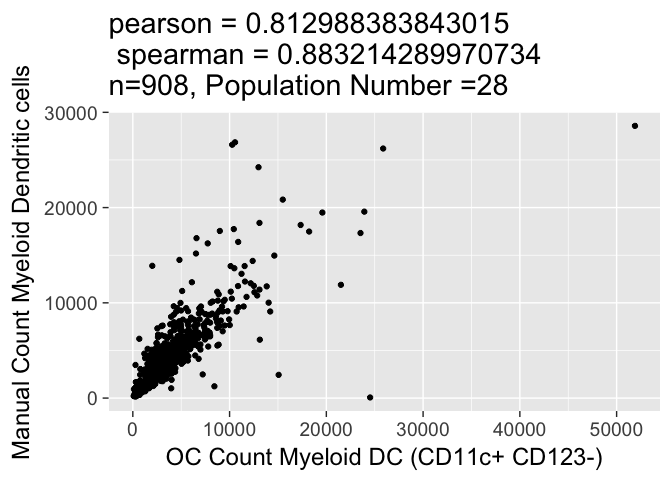 pearson = 0.812988383843015
spearman = 0.883214289970734
n=908, Population Number =28
Manual Count Myeloid Dendritic cells
30000
20000
10000
0
0 10000 20000 30000 40000 50000
OC Count Myeloid DC (CD11c+ CD123-)